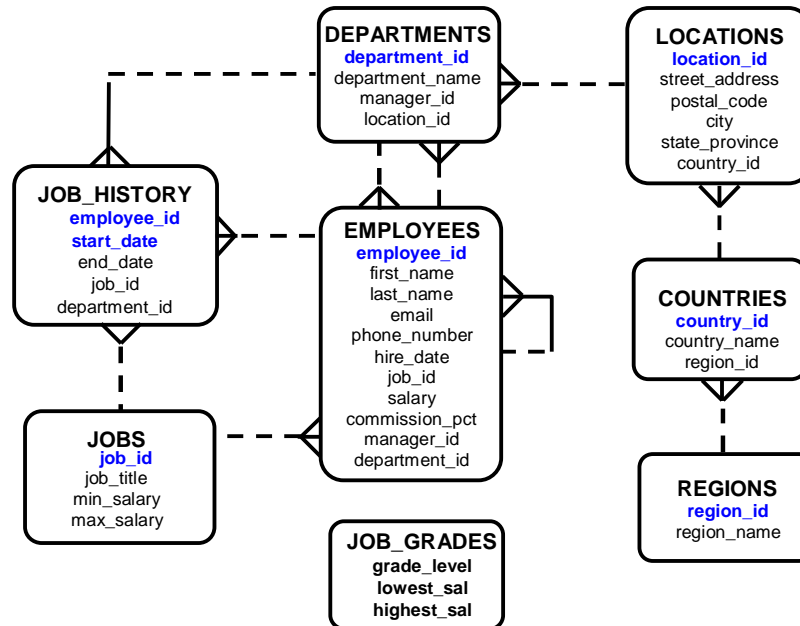 DEPARTMENTS
department_id
department_name
manager_id
location_id
LOCATIONS
location_id
street_address
postal_code
city
state_province
country_id
JOB_HISTORY
employee_id
start_date
end_date
job_id
department_id
EMPLOYEES
employee_id
first_name
last_name
email
phone_number
hire_date
job_id
salary
commission_pct
manager_id
department_id
COUNTRIES
country_id
country_name
region_id
JOBS
job_id
job_title
min_salary
max_salary
REGIONS
region_id
region_name
JOB_GRADES
grade_level
lowest_sal
highest_sal